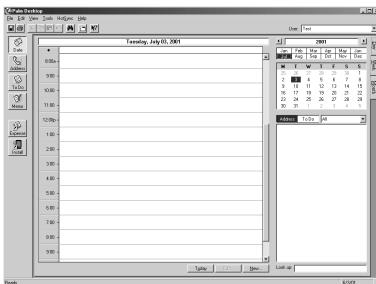 Palm Desktop
File Edit View Tools HotSync Help
User: Test
Date
Address
To Do
Memo
Expense
Install
Tuesday, July 03, 2001
8:00a
9:00
10:00
11:00
12:00p
1:00
2:00
3:00
4:00
5:00
6:00
7:00
8:00
9:00
Today New...
2001
Jan Feb Mar Apr May Jun
Jul Aug Sep Oct Nov Dec
M T W T F S S
25 26 27 28 29 30 1
2 3 4 5 6 7 8
9 10 11 12 13 14 15
16 17 18 19 20 21 22
23 24 25 26 27 28 29
30 31 1 2 3 4 5
Address To Do All
Look up:
Day
Week
Month
Ready